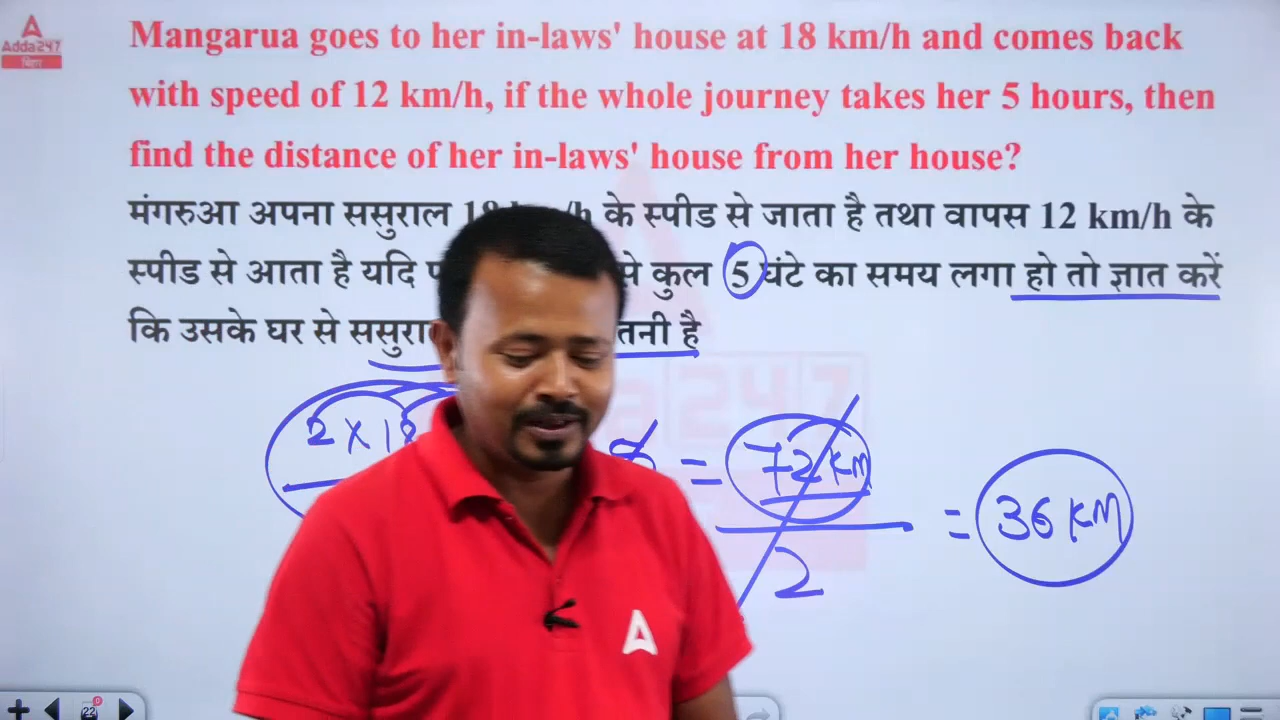 Adda247
बिहार
Mangarua goes to her in-laws' house at 18 km/h and comes back
with speed of 12 km/h, if the whole journey takes her 5 hours, then
find the distance of her in-laws' house from her house?
मंगरुआ अपना ससुराल के स्पीड से जाता है तथा वापस 12 km/h के
स्पीड से आता है यदि से कुल 5 घंटे का समय लगा हो तो ज्ञात करें
कि उसके घर से है
2 × = 72 KM = 36 KM
2
22